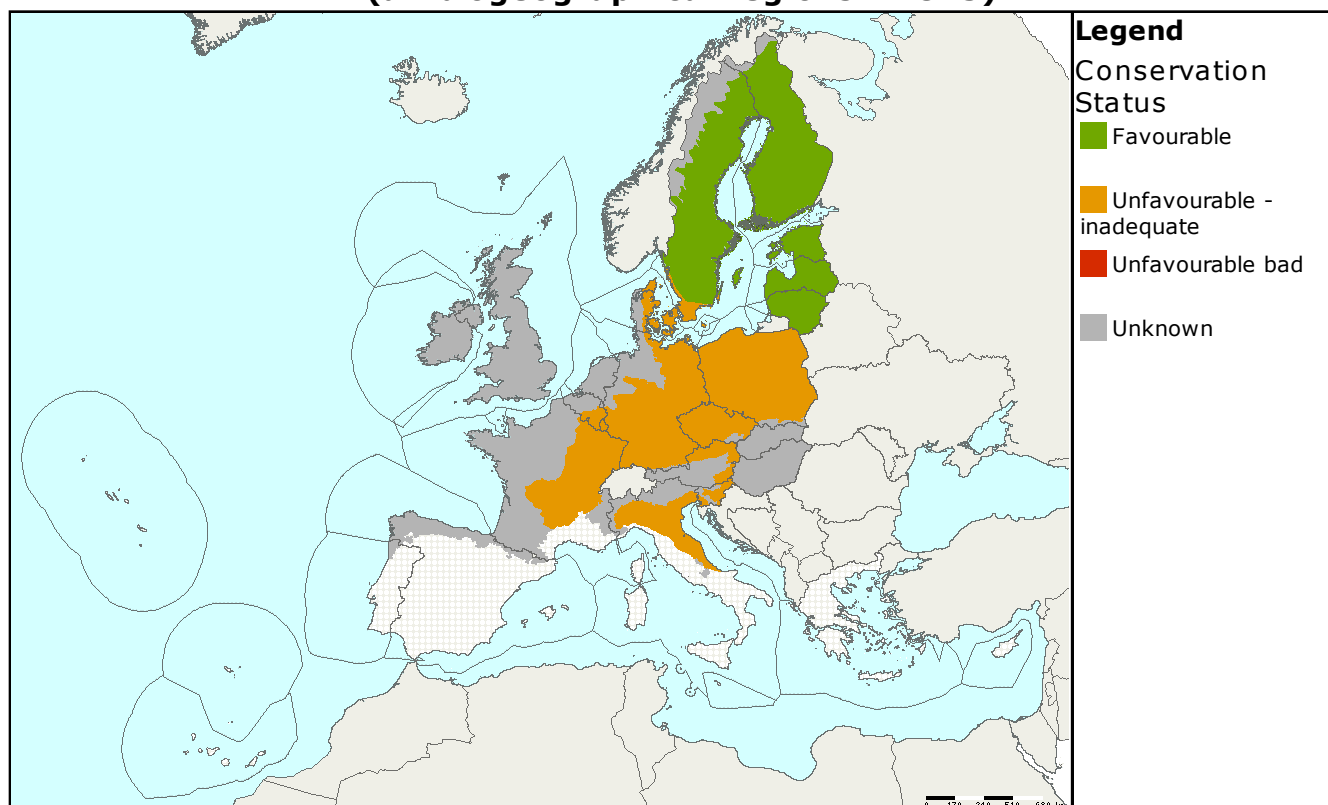 Legend
Conservation
Status
Favourable
Unfavourable -
inadequate
Unfavourable bad
Unknown